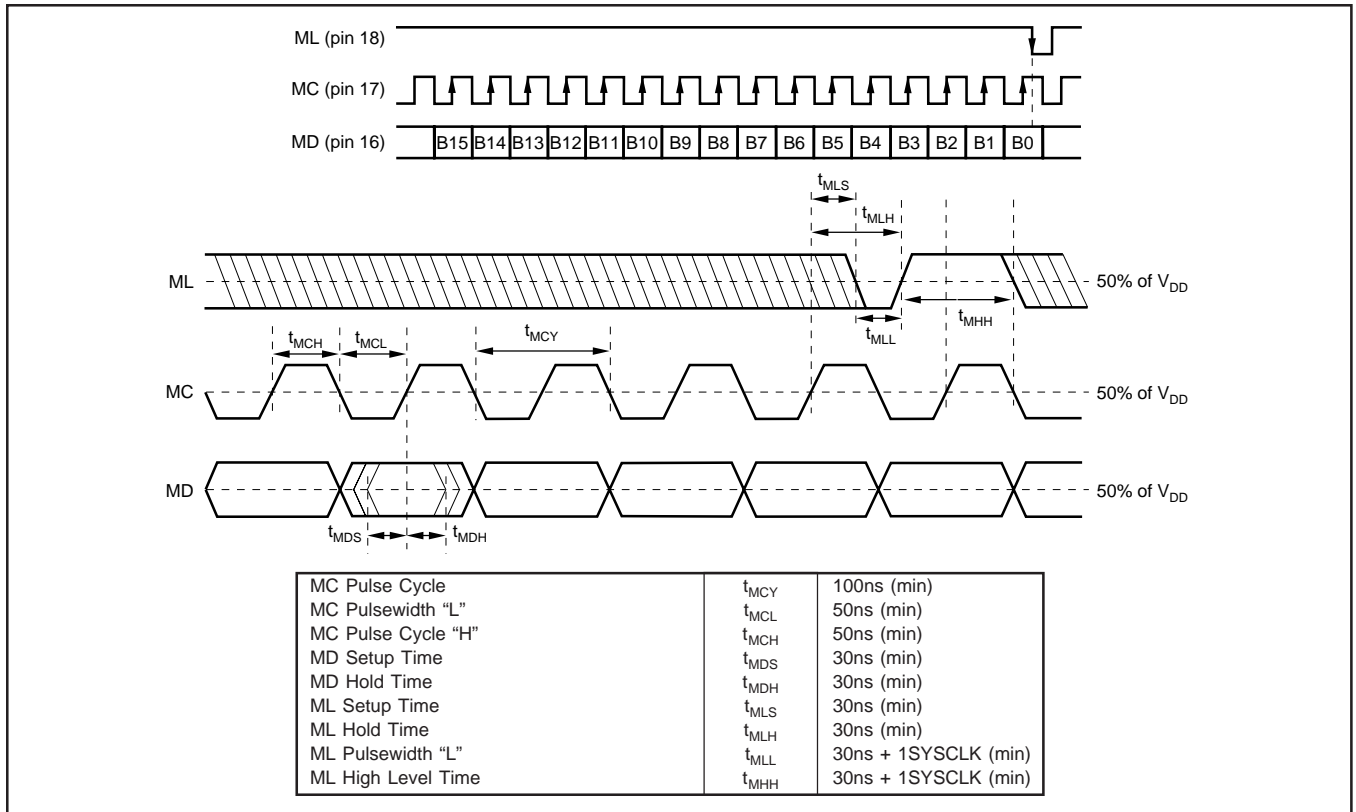 ML (pin 18)
MC (pin 17)
MD (pin 16)
B15 B14 B13 B12 B11 B10 B9 B8 B7 B6 B5 B4 B3 B2 B1 B0
tMLS
tMLH
ML
50% of VDD
tMHH
tMLL
tMCH
tMCL
tMCY
MC
50% of VDD
MD
50% of VDD
tMDS
tMDH
MC Pulse Cycle tMCY 100ns (min)
MC Pulsewidth “L” tMCL 50ns (min)
MC Pulse Cycle “H” tMCH 50ns (min)
MD Setup Time tMDS 30ns (min)
MD Hold Time tMDH 30ns (min)
ML Setup Time tMLS 30ns (min)
ML Hold Time tMLH 30ns (min)
ML Pulsewidth “L” tMLL 30ns + 1SYSCLK (min)
ML High Level Time tMHH 30ns + 1SYSCLK (min)